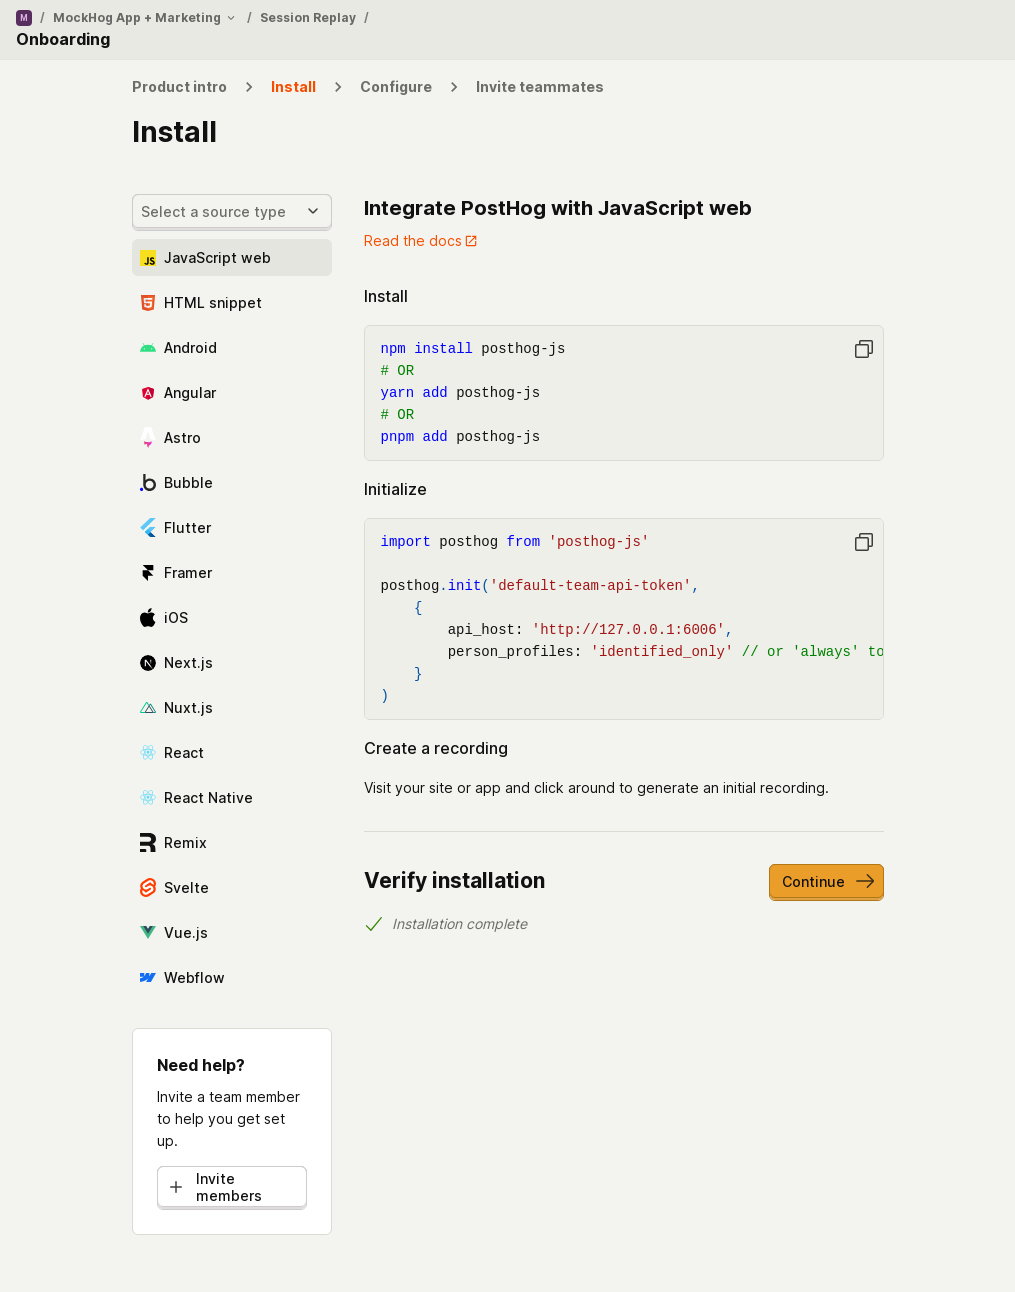 M / MockHog App + Marketing / Session Replay /
Onboarding
Product intro > Install > Configure > Invite teammates
Install
Select a source type
JavaScript web
HTML snippet
Android
Angular
Astro
Bubble
Flutter
Framer
iOS
Next.js
Nuxt.js
React
React Native
Remix
Svelte
Vue.js
Webflow
Need help?
Invite a team member
to help you get set
up.
Invite
members
Integrate PostHog with JavaScript web
Read the docs
Install
npm install posthog-js
# OR
yarn add posthog-js
# OR
pnpm add posthog-js
Initialize
import posthog from 'posthog-js'
posthog.init('default-team-api-token',
{
api_host: 'http://127.0.0.1:6006',
person_profiles: 'identified_only' // or 'always' to
}
)
Create a recording
Visit your site or app and click around to generate an initial recording.
Verify installation
Continue
Installation complete